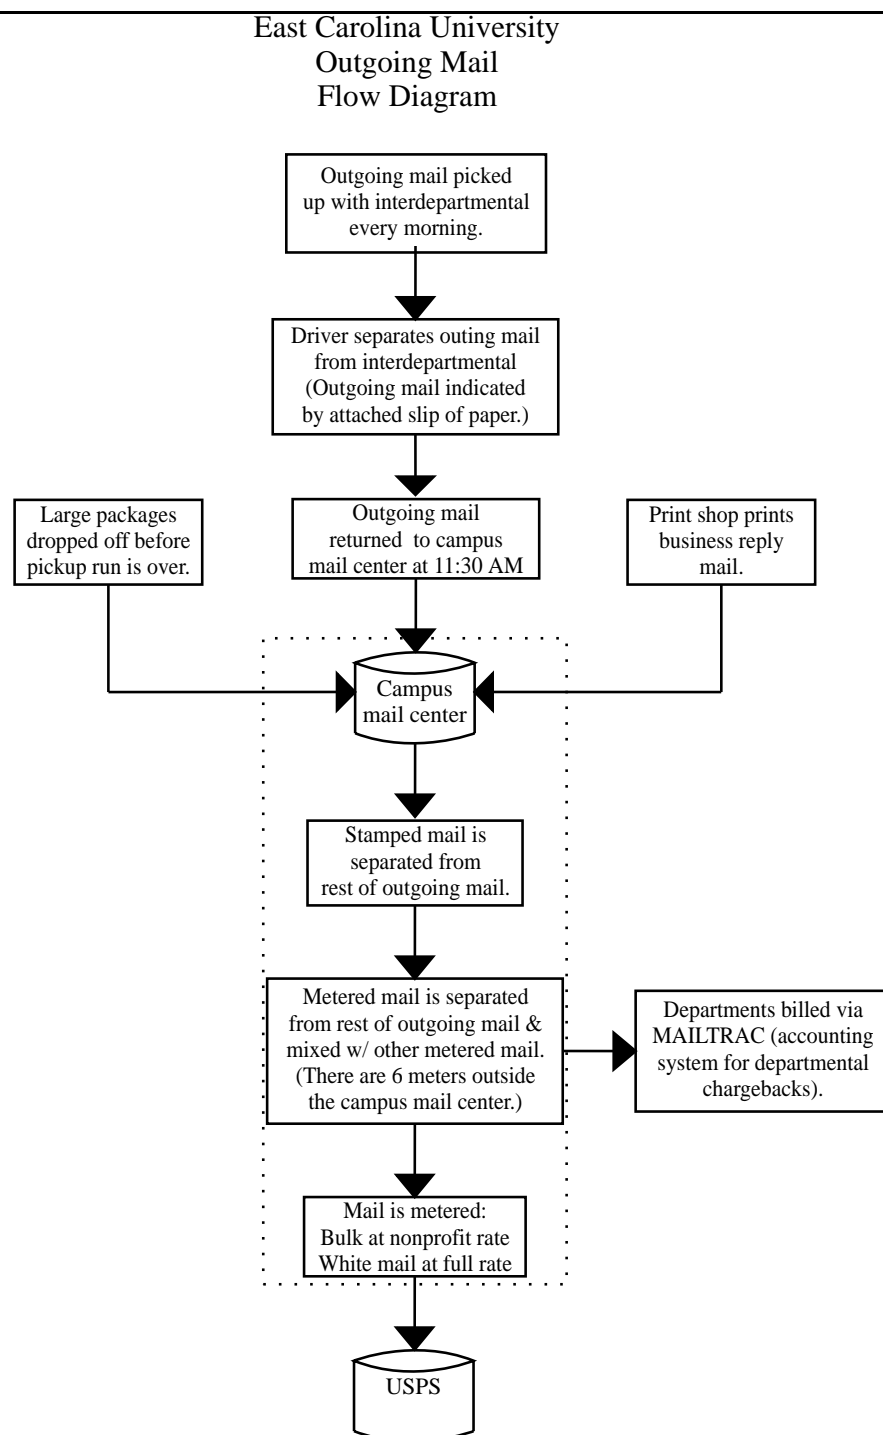 East Carolina University
Outgoing Mail
Flow Diagram
Outgoing mail picked
up with interdepartmental
every morning.
Driver separates outing mail
from interdepartmental
(Outgoing mail indicated
by attached slip of paper.)
Large packages
dropped off before
pickup run is over.
Outgoing mail
returned to campus
mail center at 11:30 AM
Print shop prints
business reply
mail.
Campus
mail center
Stamped mail is
separated from
rest of outgoing mail.
Metered mail is separated
from rest of outgoing mail &
mixed w/ other metered mail.
(There are 6 meters outside
the campus mail center.)
Departments billed via
MAILTRAC (accounting
system for departmental
chargebacks).
Mail is metered:
Bulk at nonprofit rate
White mail at full rate
USPS